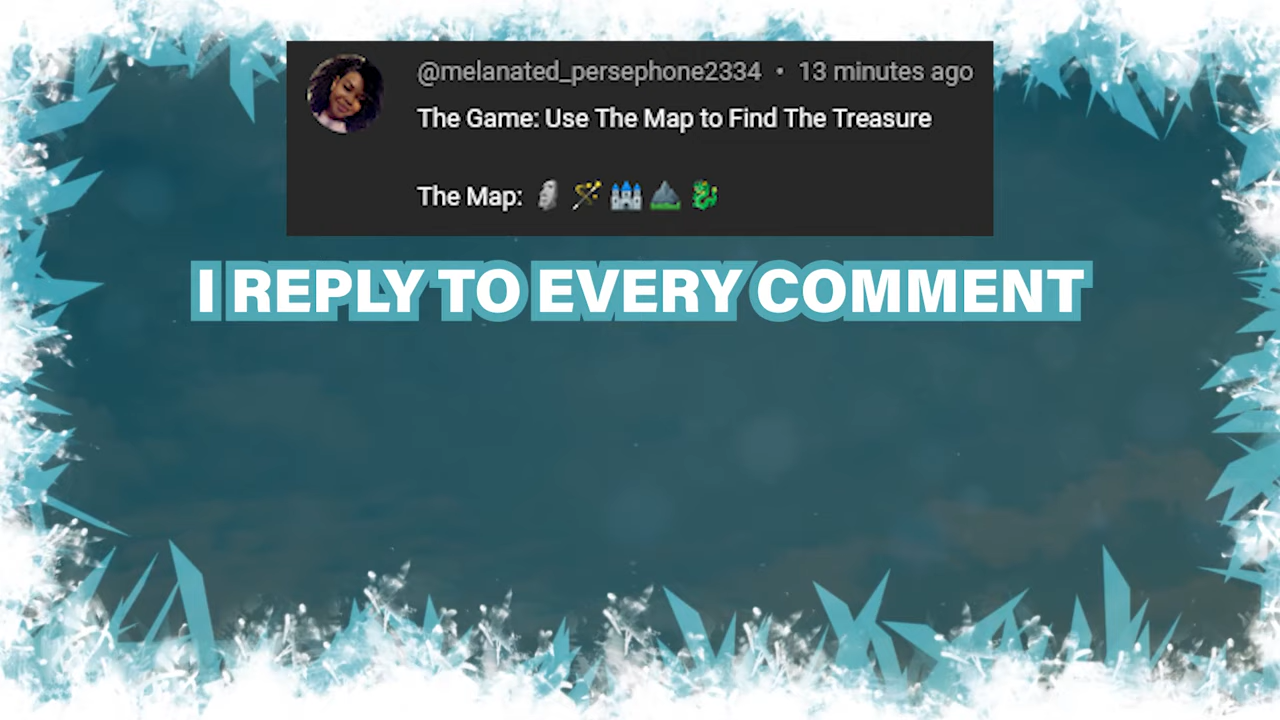 @melanated_persephone2334 • 13 minutes ago
The Game: Use The Map to Find The Treasure
The Map: 🗿 🏹 🏰 ⛰️ 🐉
I REPLY TO EVERY COMMENT